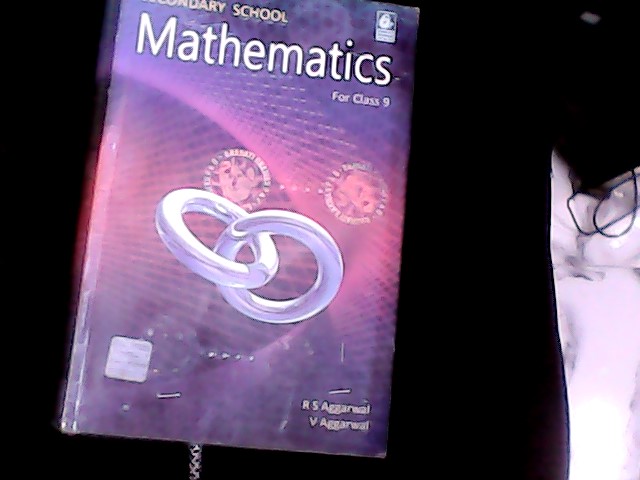 SECONDARY SCHOOL
Mathematics
For Class 9
R S Aggarwal
V Aggarwal